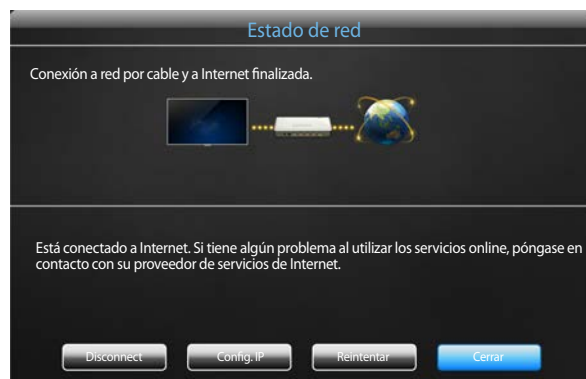 Estado de red
Conexión a red por cable y a Internet finalizada.
Está conectado a Internet. Si tiene algún problema al utilizar los servicios online, póngase en
contacto con su proveedor de servicios de Internet.
Disconnect
Config. IP
Reintentar
Cerrar